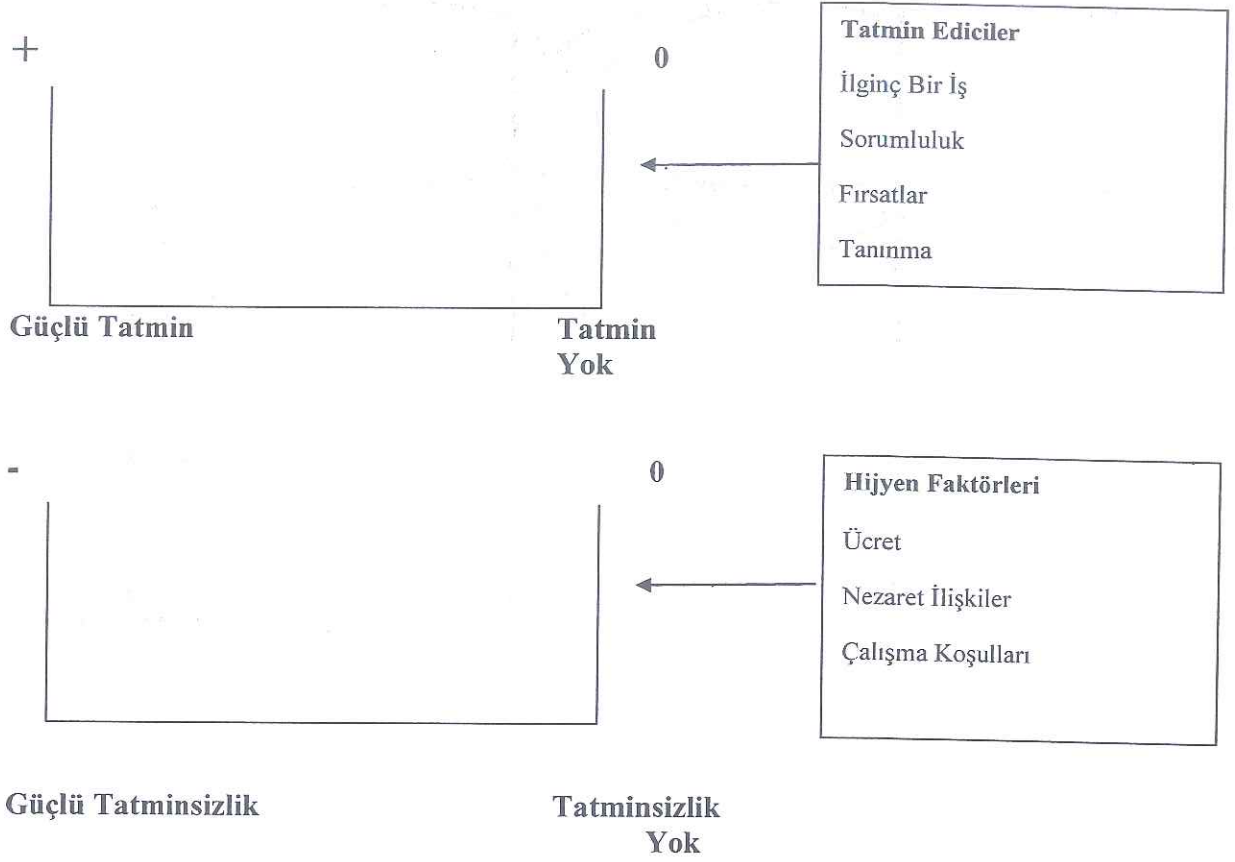 +
0
Tatmin Ediciler
İlginç Bir İş
Sorumluluk
Fırsatlar
Tanınma
Güçlü Tatmin
Tatmin
Yok
-
0
Hijyen Faktörleri
Ücret
Nezaret İlişkiler
Çalışma Koşulları
Güçlü Tatminsizlik
Tatminsizlik
Yok